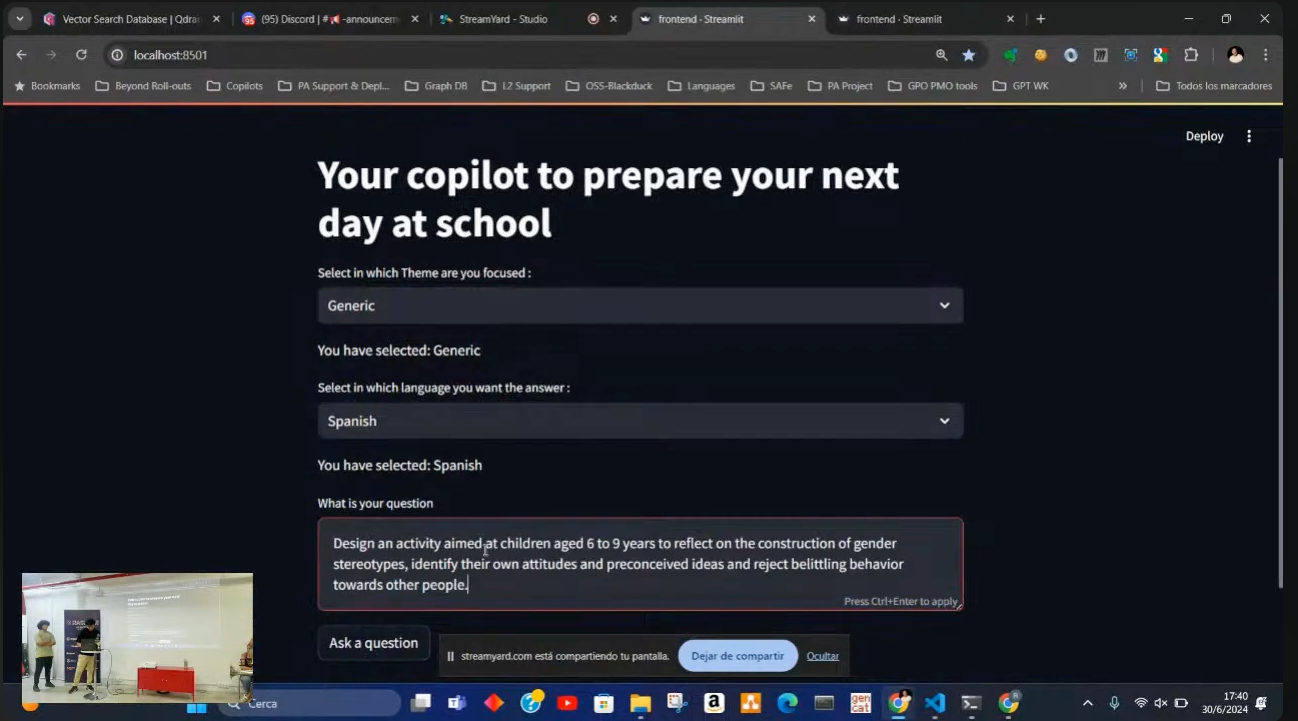 Vector Search Database | Qdra
(95) Discord | # -announcem
StreamYard - Studio
frontend · Streamlit
frontend · Streamlit
localhost:8501
Bookmarks
Beyond Roll-outs
Copilots
PA Support & Depl...
Graph DB
L2 Support
OSS-Blackduck
Languages
SAFe
PA Project
GPO PMO tools
GPT WK
»
Todos los marcadores
Deploy
Your copilot to prepare your next
day at school
Select in which Theme are you focused :
Generic
You have selected: Generic
Select in which language you want the answer :
Spanish
You have selected: Spanish
What is your question
Design an activity aimed at children aged 6 to 9 years to reflect on the construction of gender
stereotypes, identify their own attitudes and preconceived ideas and reject belittling behavior
towards other people.
Press Ctrl+Enter to apply
Ask a question
streamyard.com está compartiendo tu pantalla.
Dejar de compartir
Ocultar
Cerca
gen
cat
17:40
30/6/2024